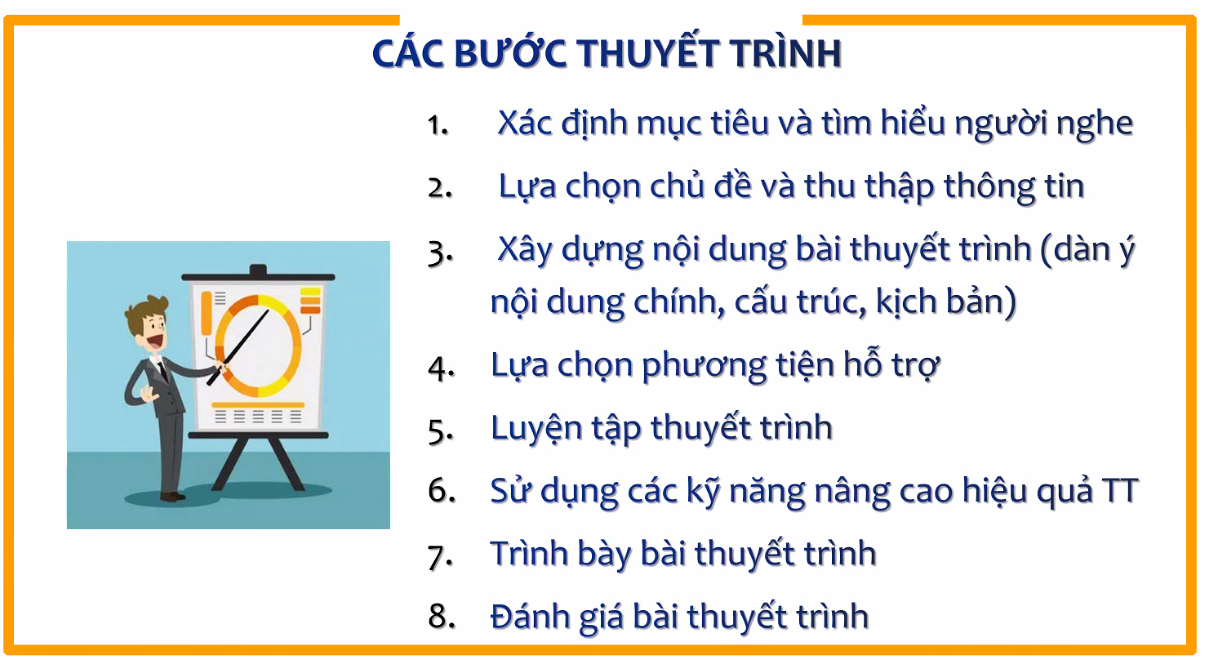 CÁC BƯỚC THUYẾT TRÌNH
1. Xác định mục tiêu và tìm hiểu người nghe
2. Lựa chọn chủ đề và thu thập thông tin
3. Xây dựng nội dung bài thuyết trình (dàn ý
nội dung chính, cấu trúc, kịch bản)
4. Lựa chọn phương tiện hỗ trợ
5. Luyện tập thuyết trình
6. Sử dụng các kỹ năng nâng cao hiệu quả TT
7. Trình bày bài thuyết trình
8. Đánh giá bài thuyết trình